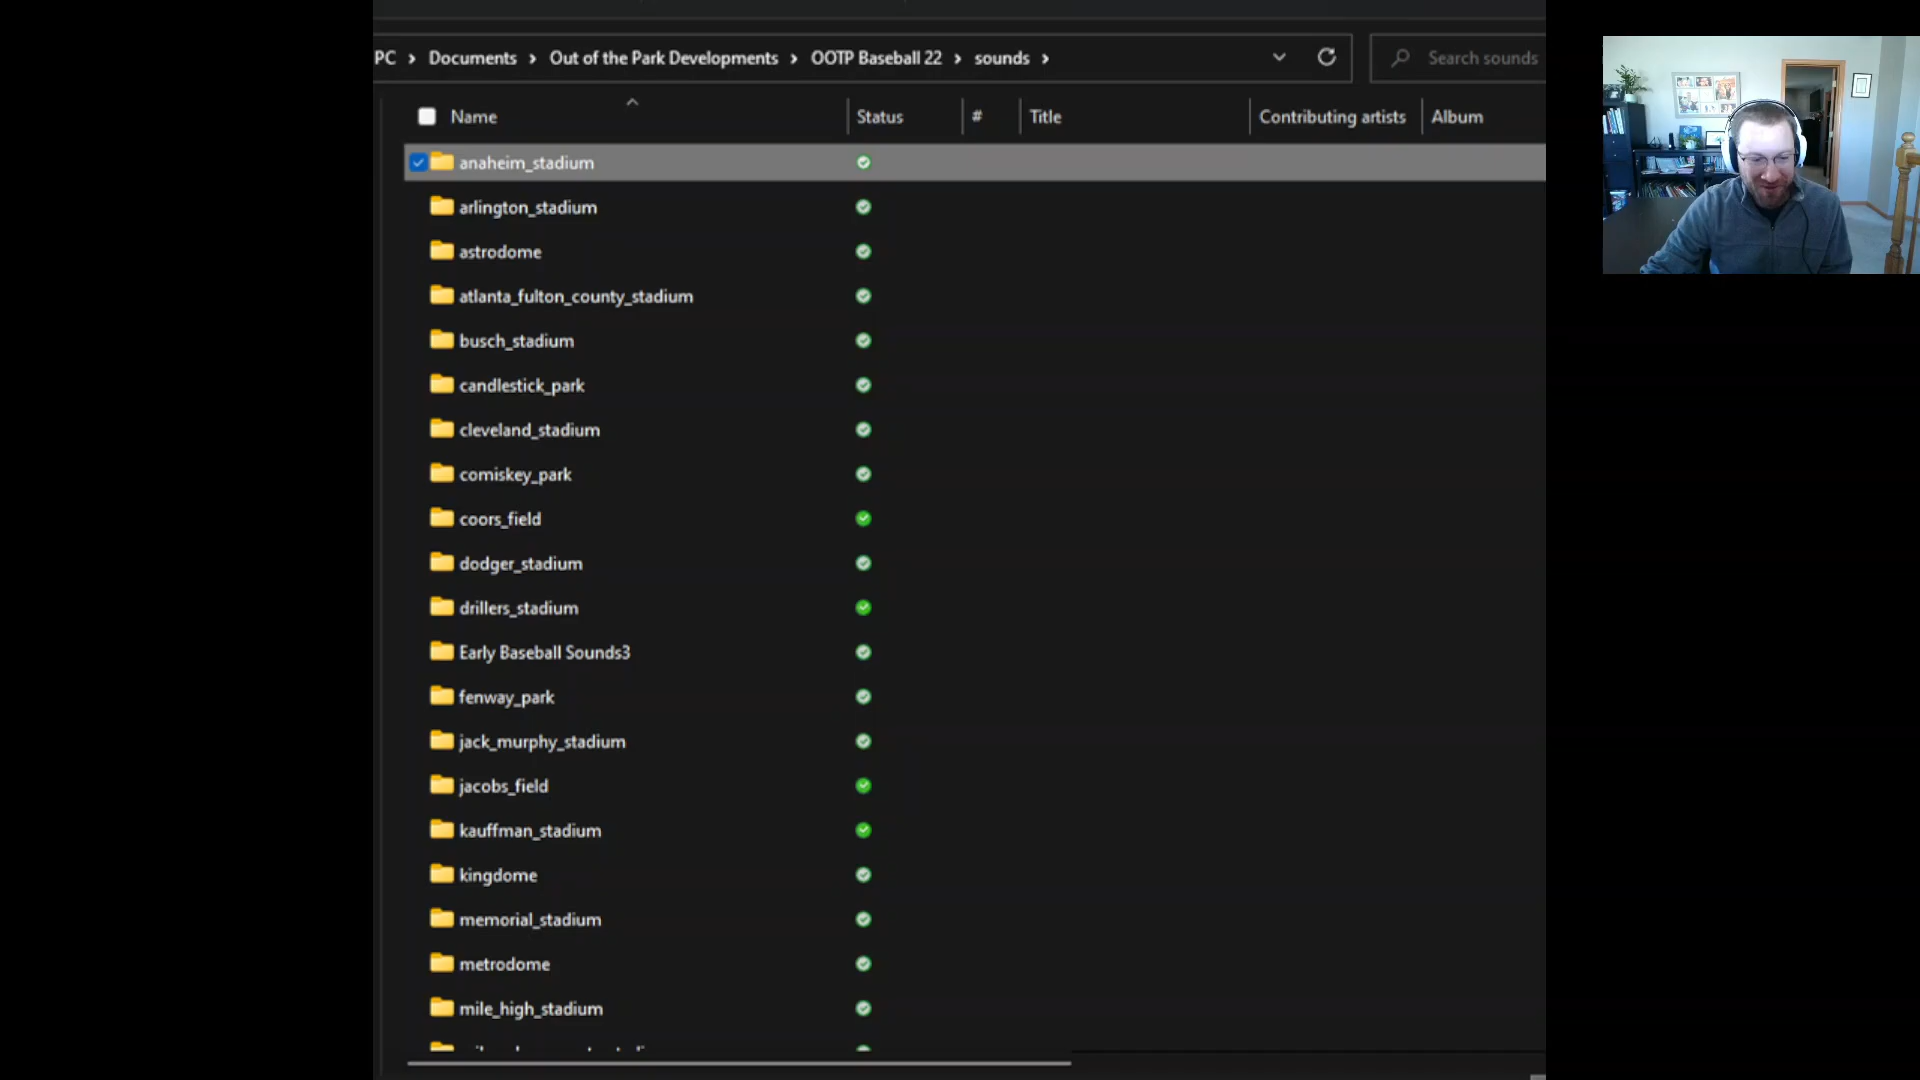 PC > Documents > Out of the Park Developments > OOTP Baseball 22 > sounds >
Search sounds
Name Status # Title Contributing artists Album
anaheim_stadium
arlington_stadium
astrodome
atlanta_fulton_county_stadium
busch_stadium
candlestick_park
cleveland_stadium
comiskey_park
coors_field
dodger_stadium
drillers_stadium
Early Baseball Sounds3
fenway_park
jack_murphy_stadium
jacobs_field
kauffman_stadium
kingdome
memorial_stadium
metrodome
mile_high_stadium